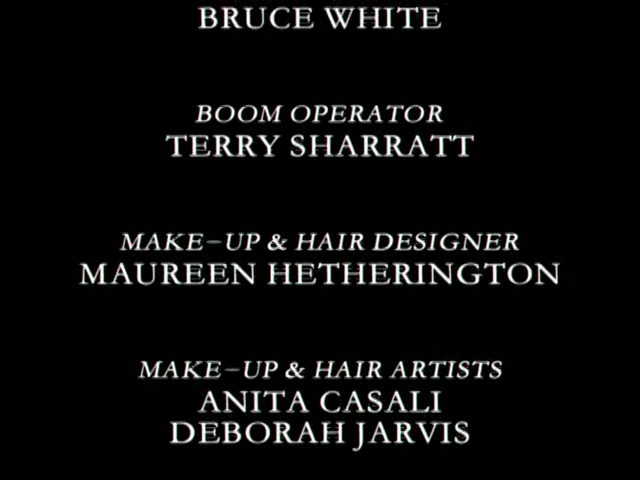 BRUCE WHITE
BOOM OPERATOR
TERRY SHARRATT
MAKE-UP & HAIR DESIGNER
MAUREEN HETHERINGTON
MAKE-UP & HAIR ARTISTS
ANITA CASALI
DEBORAH JARVIS